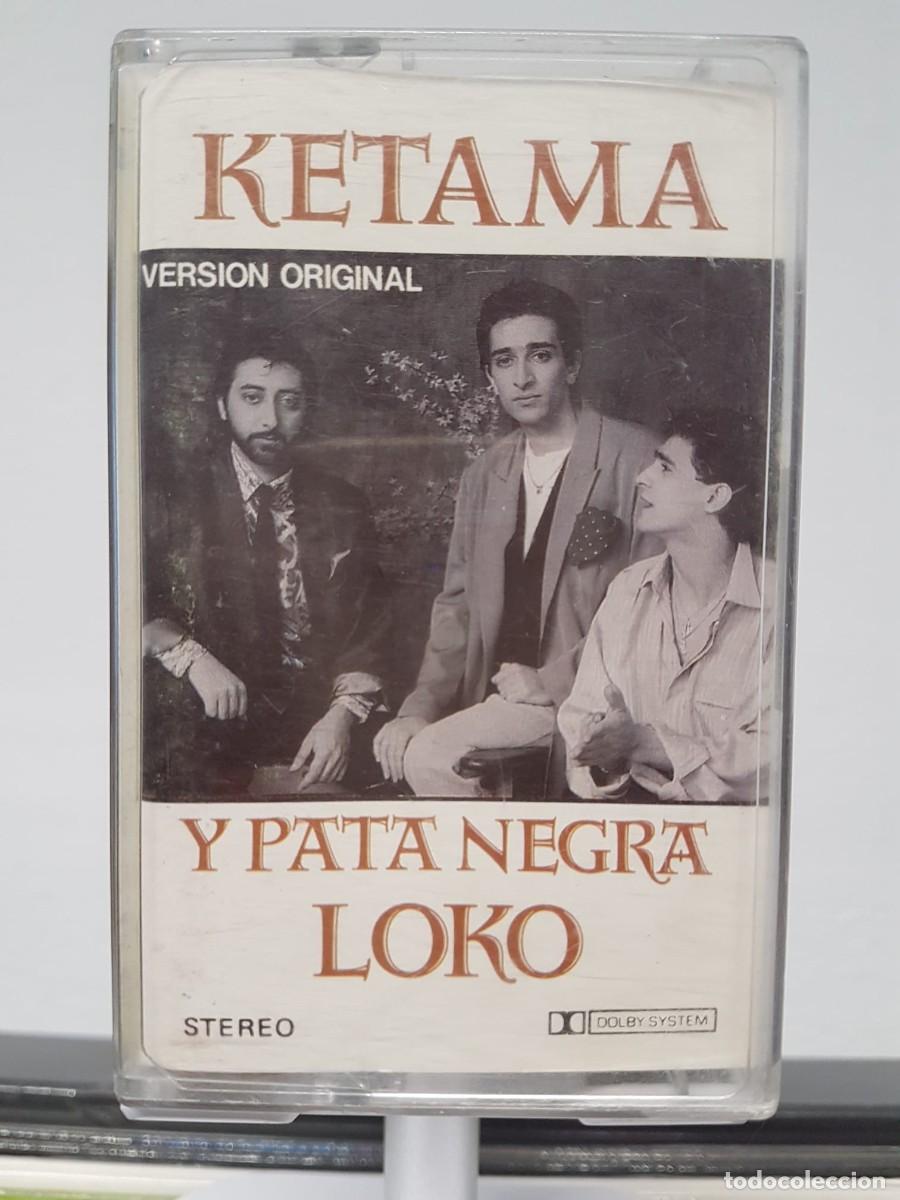 KETAMA
VERSION ORIGINAL
Y PATA NEGRA
LOKO
STEREO
DOLBY SYSTEM
todocoleccion